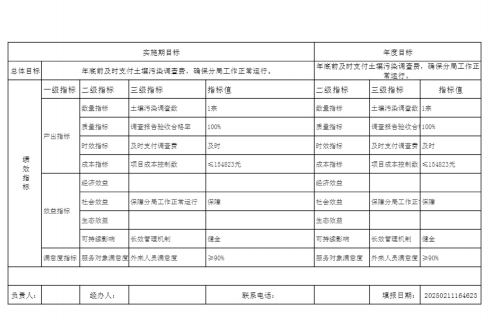 实施期目标 年度目标
总体目标 年底前及时支付土壤污染调查费，确保分局工作正常运行。 年底前及时支付土壤污染调查费，确保分局工作正常运行。
绩效指标 一级指标 二级指标 三级指标 指标值 二级指标 三级指标 指标值
产出指标 数量指标 土壤污染调查数 1宗 数量指标 土壤污染调查数 1宗
质量指标 调查报告验收合格率 100% 质量指标 调查报告验收合 100%
时效指标 及时支付调查费 及时 时效指标 及时支付调查费 及时
成本指标 项目成本控制数 ≤154823元 成本指标 项目成本控制数 ≤154823元
效益指标 经济效益 经济效益
社会效益 保障分局工作正常运行 保障 社会效益 保障分局工作正 保障
生态效益 生态效益
可持续影响 长效管理机制 健全 可持续影响 长效管理机制 健全
满意度指标 服务对象满意度 外来人员满意度 ≥90% 服务对象满意度 外来人员满意度 ≥90%
负责人： 经办人： 联系电话： 填报日期： 20250211164623